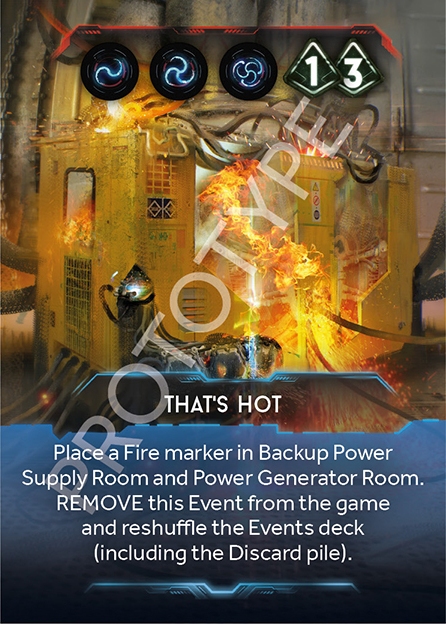 1 3
PROTOTYPE
THAT'S HOT
Place a Fire marker in Backup Power
Supply Room and Power Generator Room.
REMOVE this Event from the game
and reshuffle the Events deck
(including the Discard pile).